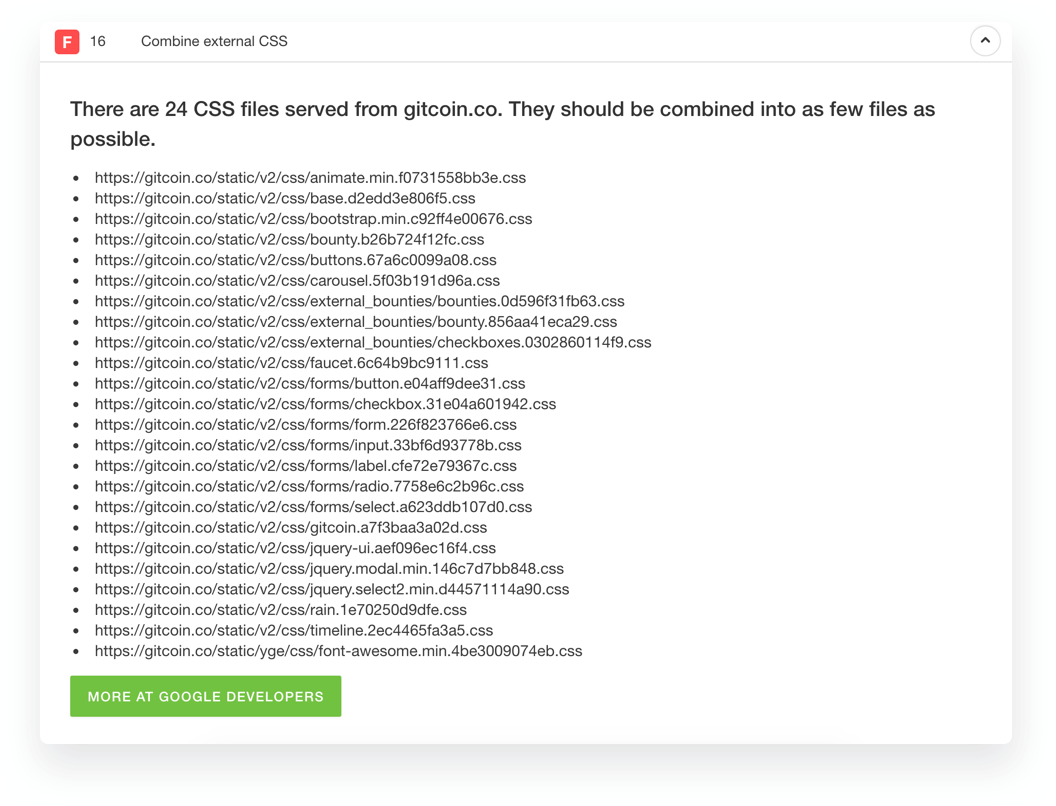 F 16 Combine external CSS
There are 24 CSS files served from gitcoin.co. They should be combined into as few files as
possible.
• https://gitcoin.co/static/v2/css/animate.min.f0731558bb3e.css
• https://gitcoin.co/static/v2/css/base.d2edd3e806f5.css
• https://gitcoin.co/static/v2/css/bootstrap.min.c92ff4e00676.css
• https://gitcoin.co/static/v2/css/bounty.b26b724f12fc.css
• https://gitcoin.co/static/v2/css/buttons.67a6c0099a08.css
• https://gitcoin.co/static/v2/css/carousel.5f03b191d96a.css
• https://gitcoin.co/static/v2/css/external_bounties/bounties.0d596f31fb63.css
• https://gitcoin.co/static/v2/css/external_bounties/bounty.856aa41eca29.css
• https://gitcoin.co/static/v2/css/external_bounties/checkboxes.0302860114f9.css
• https://gitcoin.co/static/v2/css/faucet.6c64b9bc9111.css
• https://gitcoin.co/static/v2/css/forms/button.e04aff9dee31.css
• https://gitcoin.co/static/v2/css/forms/checkbox.31e04a601942.css
• https://gitcoin.co/static/v2/css/forms/form.226f823766e6.css
• https://gitcoin.co/static/v2/css/forms/input.33bf6d93778b.css
• https://gitcoin.co/static/v2/css/forms/label.cfe72e79367c.css
• https://gitcoin.co/static/v2/css/forms/radio.7758e6c2b96c.css
• https://gitcoin.co/static/v2/css/forms/select.a623ddb107d0.css
• https://gitcoin.co/static/v2/css/gitcoin.a7f3baa3a02d.css
• https://gitcoin.co/static/v2/css/jquery-ui.aef096ec16f4.css
• https://gitcoin.co/static/v2/css/jquery.modal.min.146c7d7bb848.css
• https://gitcoin.co/static/v2/css/jquery.select2.min.d44571114a90.css
• https://gitcoin.co/static/v2/css/rain.1e70250d9dfe.css
• https://gitcoin.co/static/v2/css/timeline.2ec4465fa3a5.css
• https://gitcoin.co/static/yge/css/font-awesome.min.4be3009074eb.css
MORE AT GOOGLE DEVELOPERS